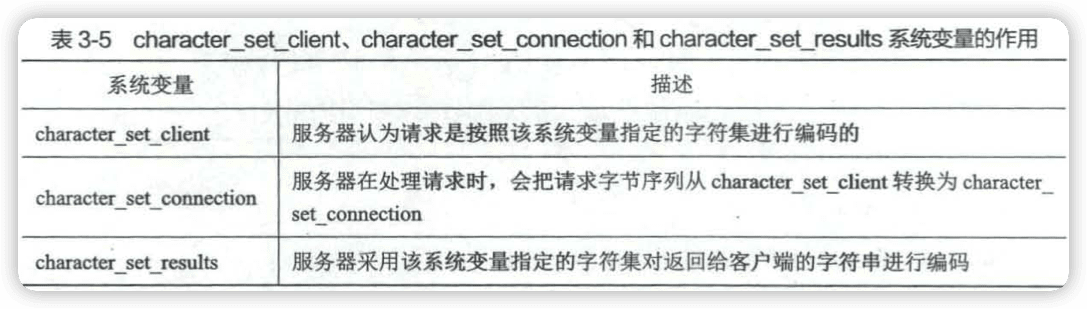 表 3-5 character_set_client、character_set_connection 和 character_set_results 系统变量的作用
系统变量 描述
character_set_client 服务器认为请求是按照该系统变量指定的字符集进行编码的
character_set_connection 服务器在处理请求时，会把请求字节序列从 character_set_client 转换为 character_
set_connection
character_set_results 服务器采用该系统变量指定的字符集对返回给客户端的字符串进行编码